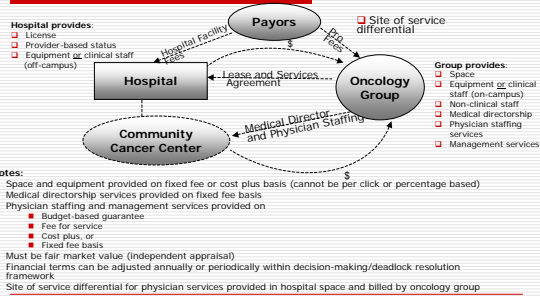 Hospital provides:
License
Provider-based status
Equipment or clinical staff
(off-campus)
Payors
Site of service
differential
Hospital Facility
Fees
$
Pro
Fees
Hospital
Lease and Services
Agreement
Oncology
Group
Group provides:
Space
Equipment or clinical
staff (on-campus)
Non-clinical staff
Medical directorship
Physician staffing
services
Management services
Medical Director
and Physician Staffing
Community
Cancer Center
$
otes:
Space and equipment provided on fixed fee or cost plus basis (cannot be per click or percentage based)
Medical directorship services provided on fixed fee basis
Physician staffing and management services provided on
Budget-based guarantee
Fee for service
Cost plus, or
Fixed fee basis
Must be fair market value (independent appraisal)
Financial terms can be adjusted annually or periodically within decision-making/deadlock resolution
framework
Site of service differential for physician services provided in hospital space and billed by oncology group